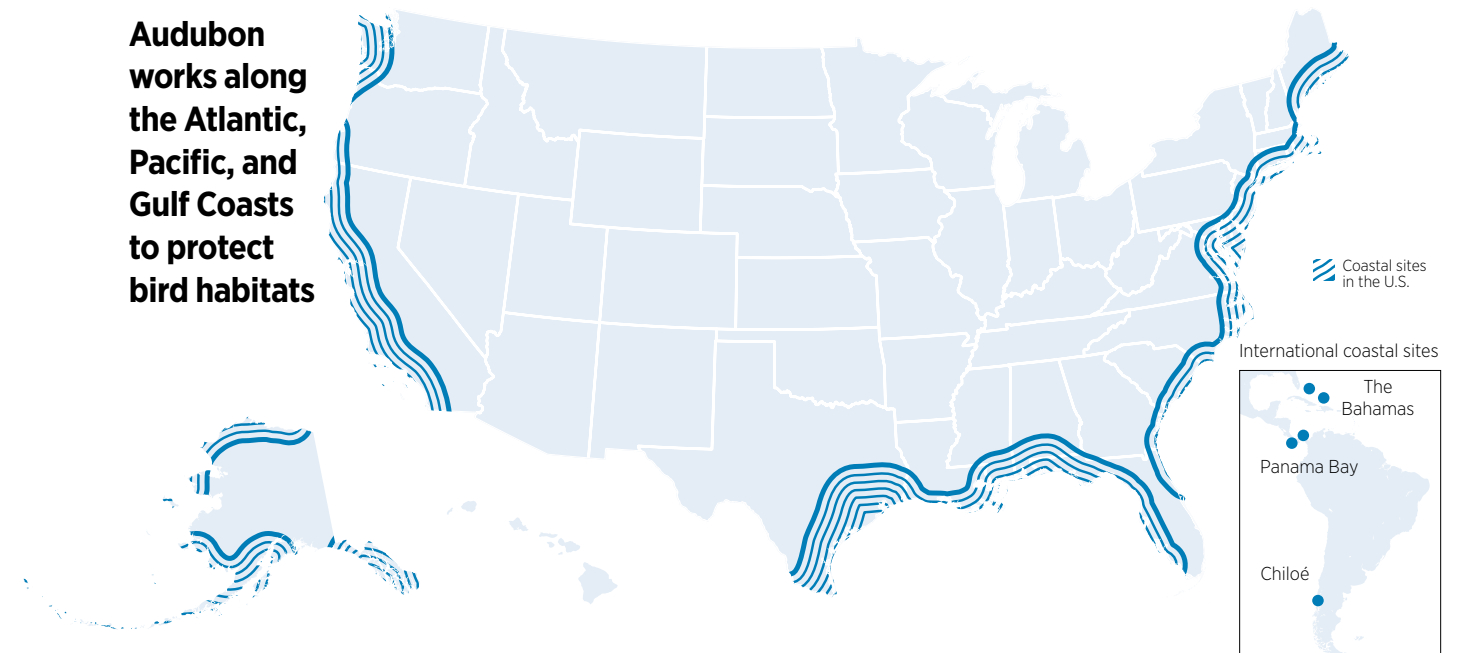 Audubon
works along
the Atlantic,
Pacific, and
Gulf Coasts
to protect
bird habitats
Coastal sites
in the U.S.
International coastal sites
The
Bahamas
Panama Bay
Chiloé